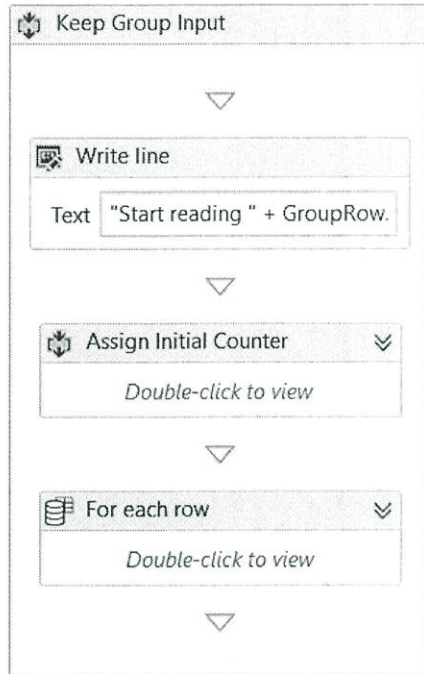 Keep Group Input
Write line
Text "Start reading " + GroupRow.
Assign Initial Counter
Double-click to view
For each row
Double-click to view